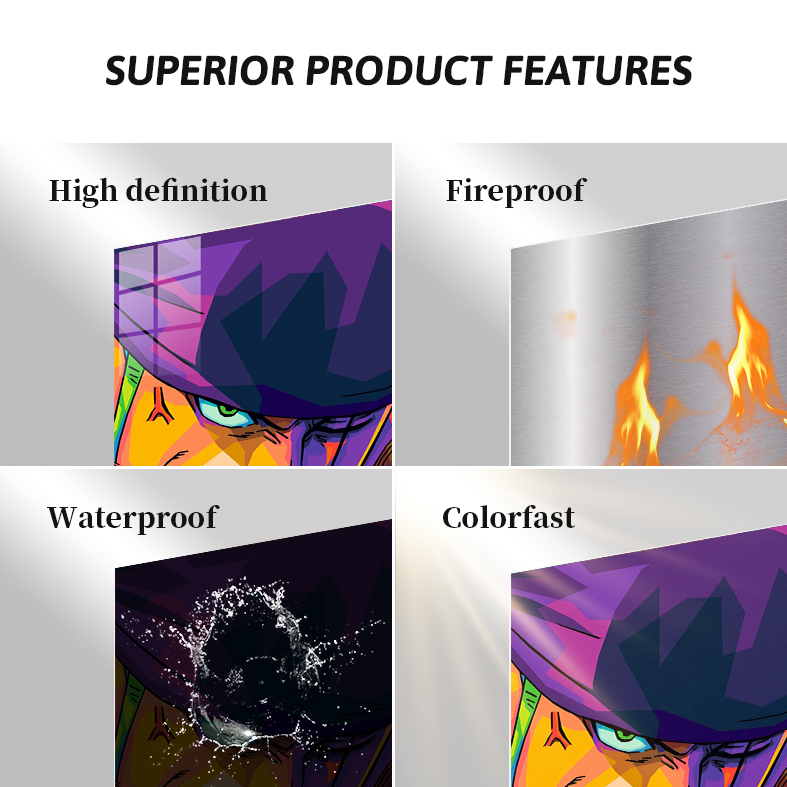 SUPERIOR PRODUCT FEATURES
High definition
Fireproof
Waterproof
Colorfast